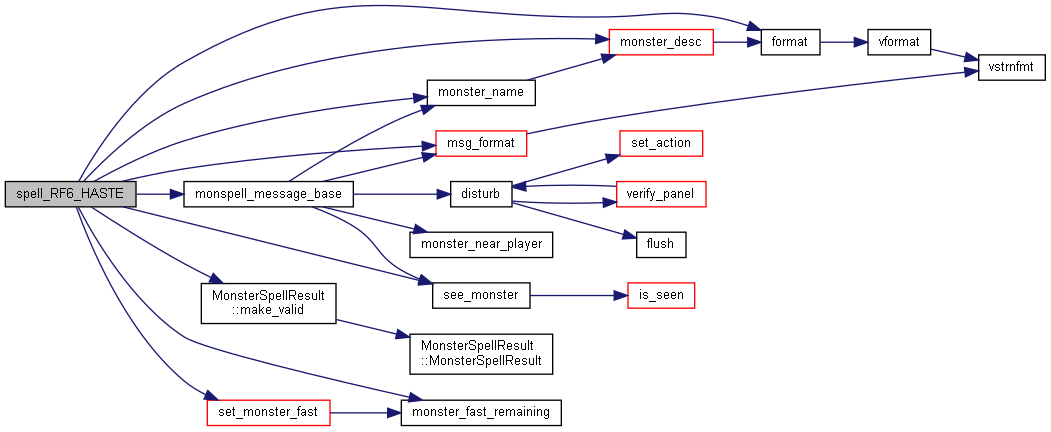 format
vformat
monster_desc
vstrnfmt
monster_name
msg_format
set_action
spell_RF6_HASTE
monspell_message_base
disturb
verify_panel
monster_near_player
flush
see_monster
is_seen
MonsterSpellResult
::make_valid
MonsterSpellResult
::MonsterSpellResult
set_monster_fast
monster_fast_remaining